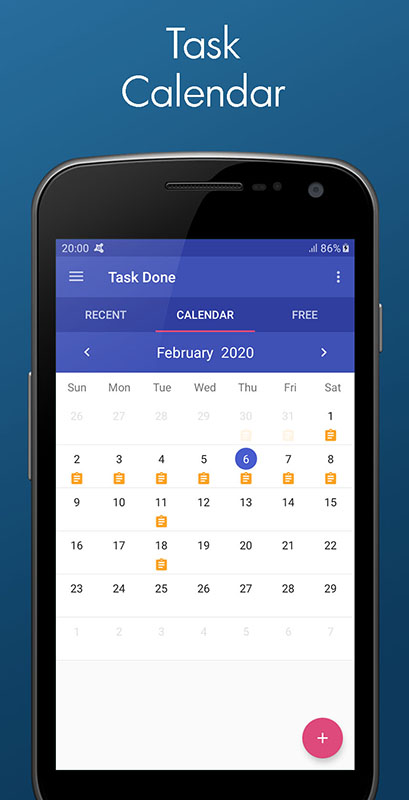 Task
Calendar
20:00 86%
Task Done
RECENT CALENDAR FREE
February 2020
Sun Mon Tue Wed Thu Fri Sat
26 27 28 29 30 31 1
2 3 4 5 6 7 8
9 10 11 12 13 14 15
16 17 18 19 20 21 22
23 24 25 26 27 28 29
1 2 3 4 5 6 7
+